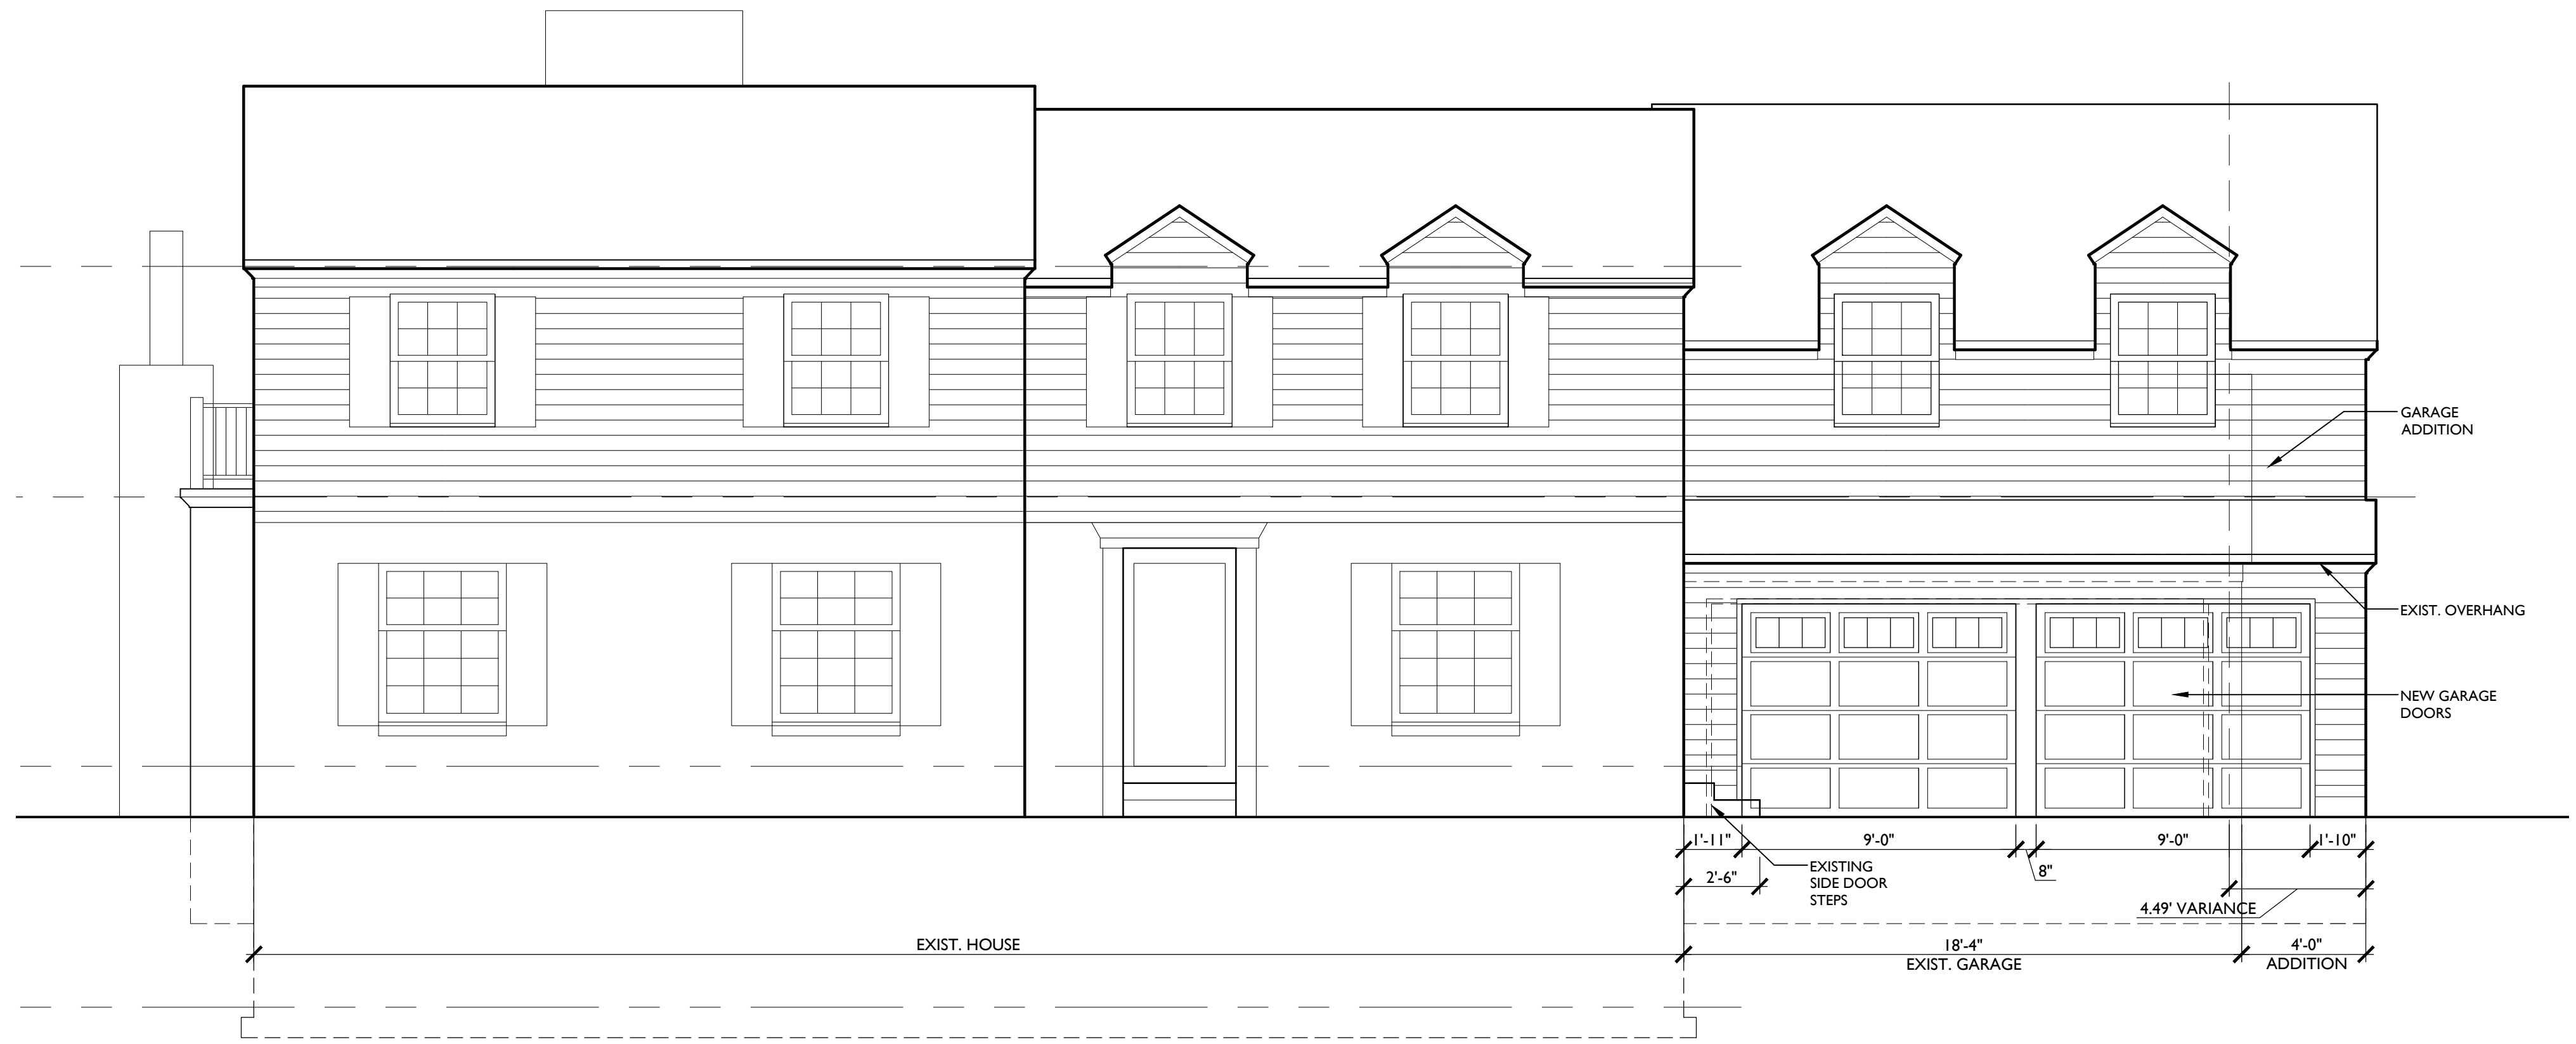 GARAGE
ADDITION
EXIST. OVERHANG
NEW GARAGE
DOORS
1'-11"
9'-0"
8"
9'-0"
1'-10"
2'-6"
EXISTING
SIDE DOOR
STEPS
4.49' VARIANCE
EXIST. HOUSE
18'-4"
EXIST. GARAGE
4'-0"
ADDITION